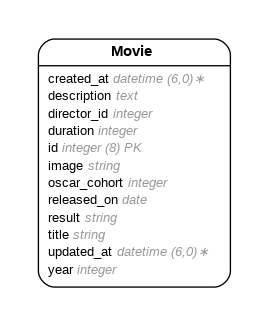 Movie
created_at datetime (6,0) ∗
description text
director_id integer
duration integer
id integer (8) PK
image string
oscar_cohort integer
released_on date
result string
title string
updated_at datetime (6,0) ∗
year integer